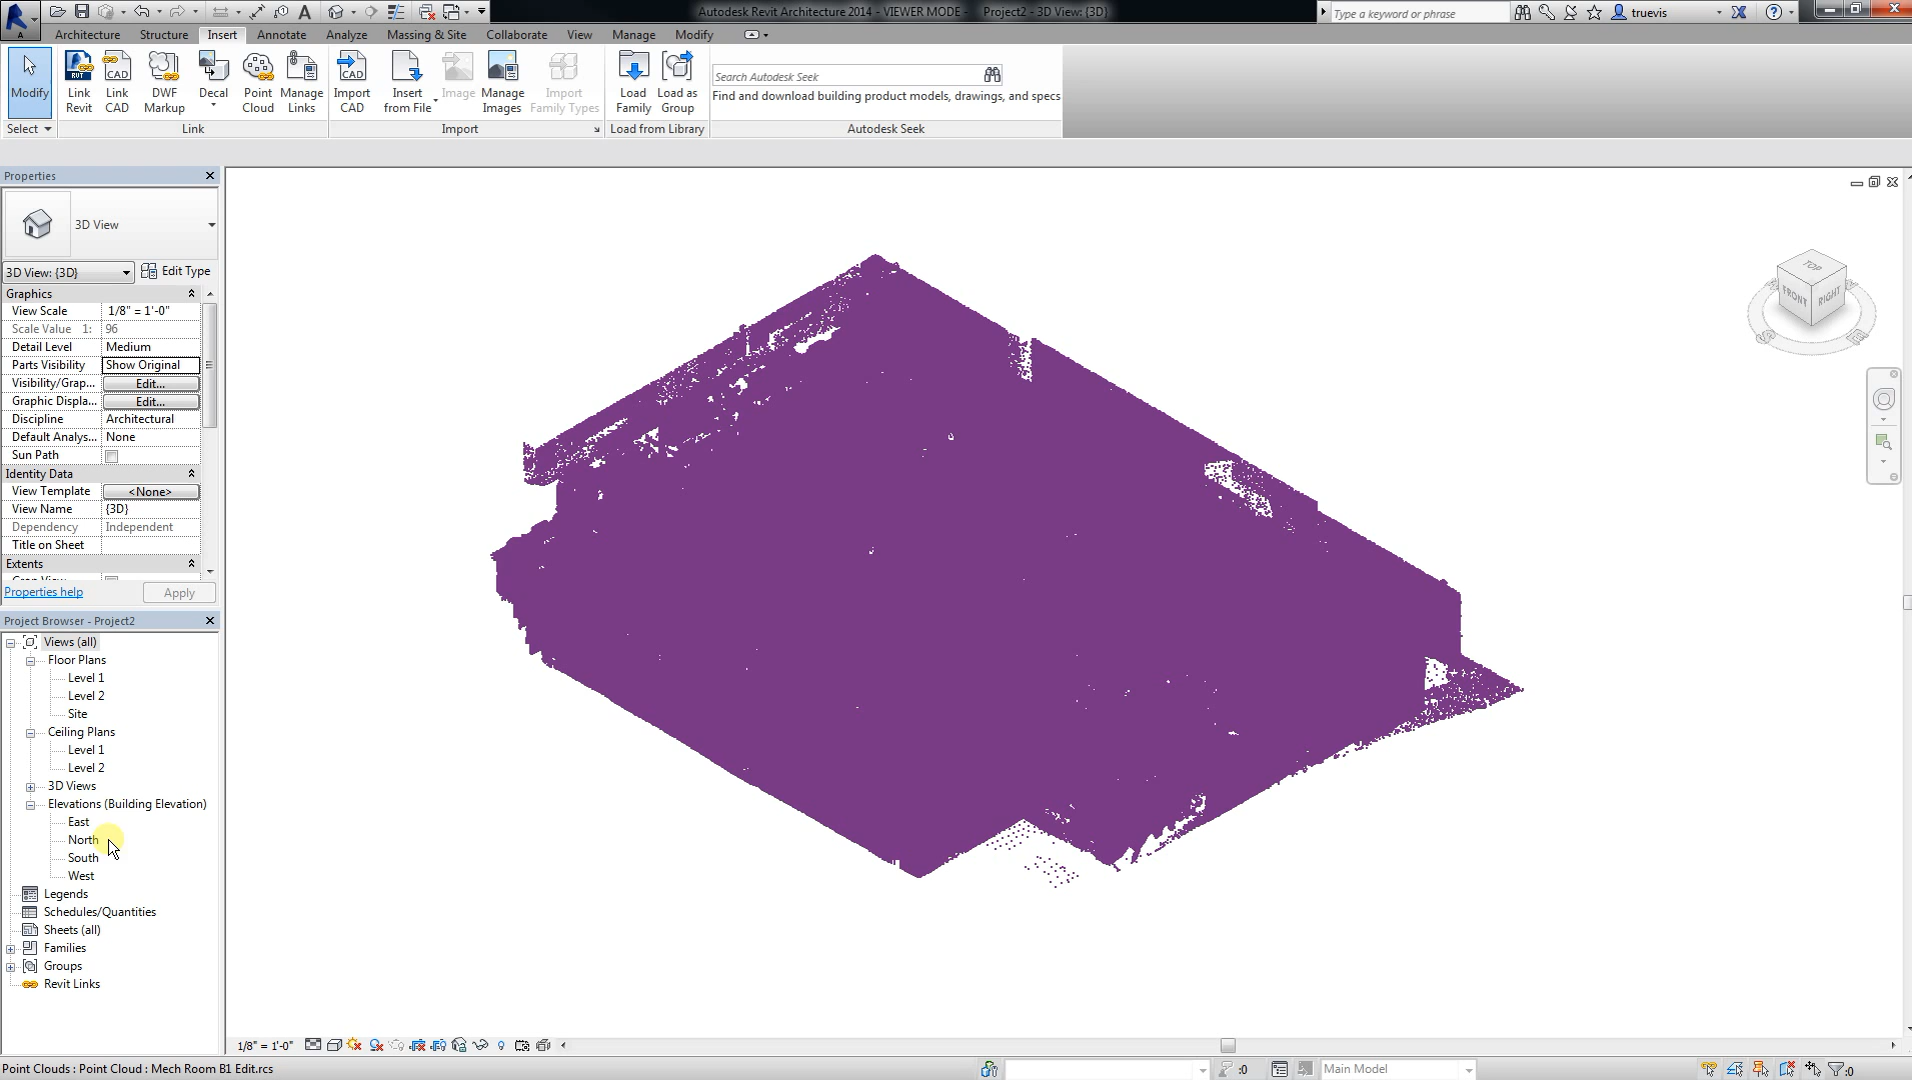 Autodesk Revit Architecture 2014 - VIEWER MODE - Project2 - 3D View: {3D}
Type a keyword or phrase
truevis
Architecture Structure Insert Annotate Analyze Massing & Site Collaborate View Manage Modify
Modify
Link Revit
Link CAD
DWF Markup
Decal
Point Cloud
Manage Links
Import CAD
Insert from File
Image
Manage Images
Import Family Types
Load Family
Load as Group
Search Autodesk Seek
Find and download building product models, drawings, and specs
Select Link Import Load from Library Autodesk Seek
Properties
3D View
3D View: {3D} Edit Type
Graphics
View Scale 1/8" = 1'-0"
Scale Value 1: 96
Detail Level Medium
Parts Visibility Show Original
Visibility/Grap... Edit...
Graphic Displa... Edit...
Discipline Architectural
Default Analys... None
Sun Path
Identity Data
View Template <None>
View Name {3D}
Dependency Independent
Title on Sheet
Extents
Properties help Apply
Project Browser - Project2
Views (all)
Floor Plans
Level 1
Level 2
Site
Ceiling Plans
Level 1
Level 2
3D Views
Elevations (Building Elevation)
East
North
South
West
Legends
Schedules/Quantities
Sheets (all)
Families
Groups
Revit Links
TOP
FRONT RIGHT
1/8" = 1'-0"
Point Clouds : Point Cloud : Mech Room B1 Edit.rcs
:0
Main Model
:0